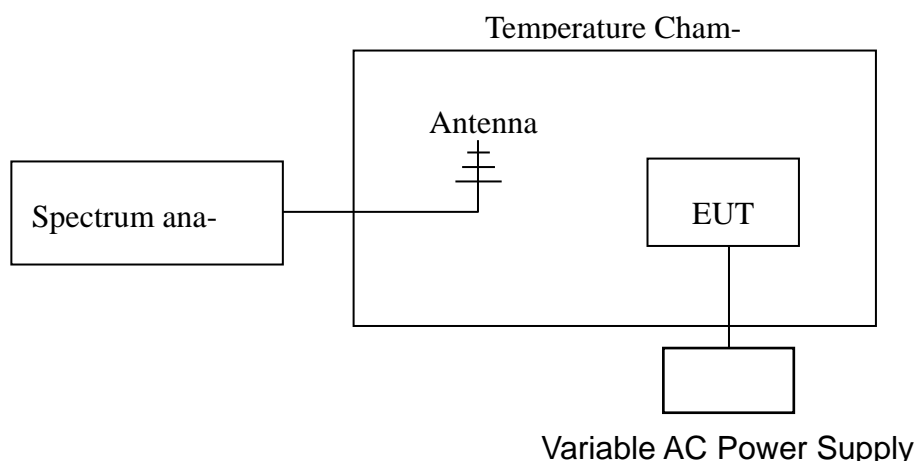 Temperature Cham-
Antenna
Spectrum ana-
EUT
Variable AC Power Supply